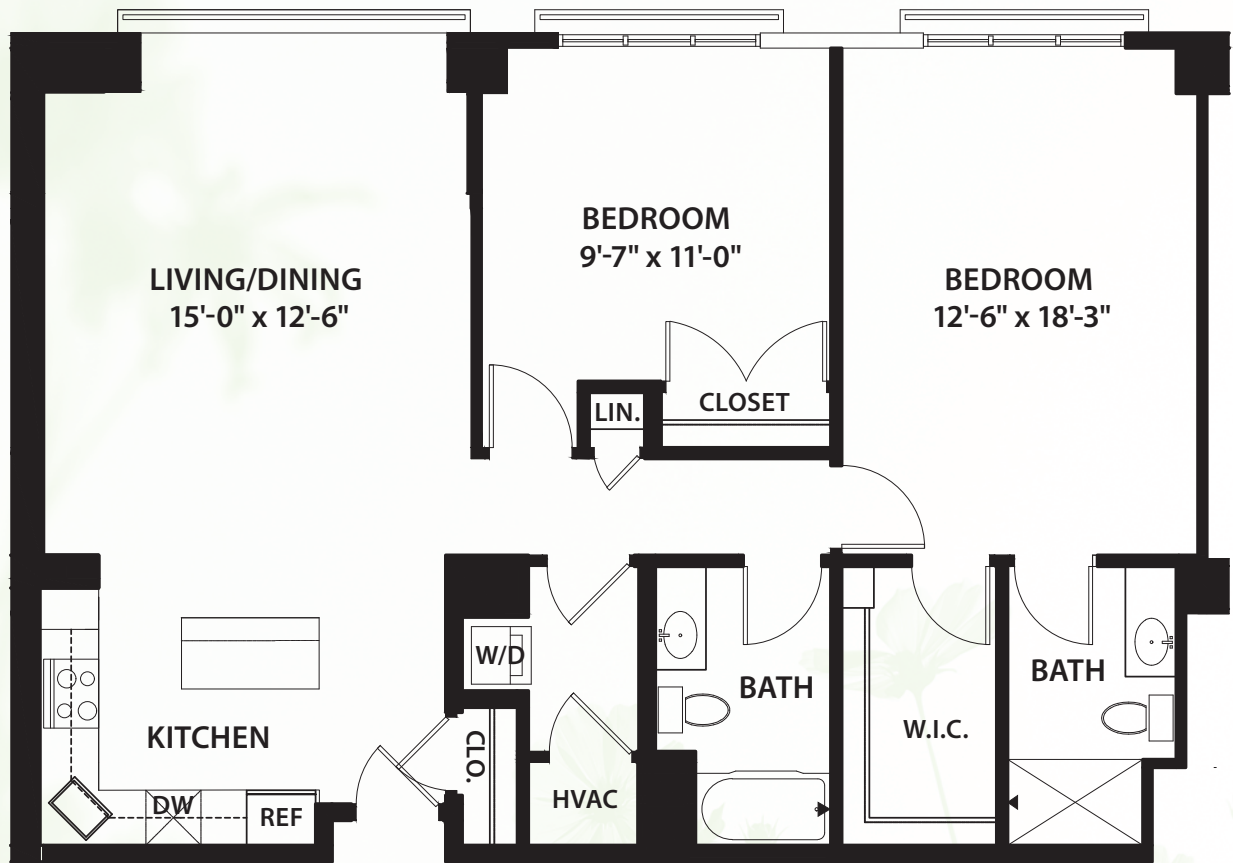 BEDROOM
9'-7" x 11'-0"
LIVING/DINING
15'-0" x 12'-6"
BEDROOM
12'-6" x 18'-3"
LIN.
CLOSET
W/D
BATH
BATH
KITCHEN
CLO.
W.I.C.
HVAC
DW
REF